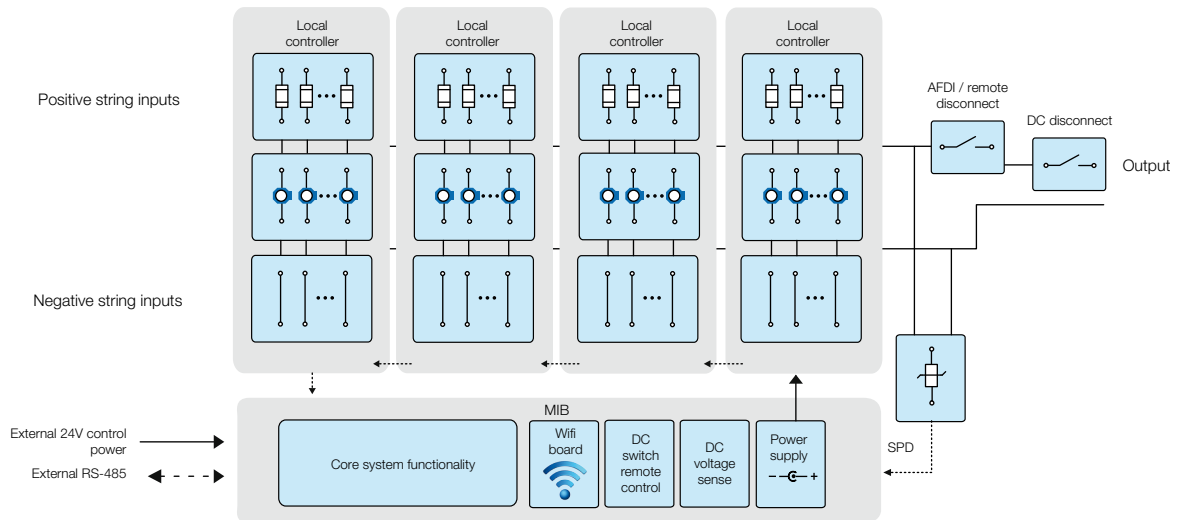 Local
controller
Local
controller
Local
controller
Local
controller
Positive string inputs
AFDI / remote
disconnect
DC disconnect
Output
Negative string inputs
MIB
External 24V control
power
External RS-485
Core system functionality
Wifi
board
DC
switch
remote
control
DC
voltage
sense
Power
supply
SPD